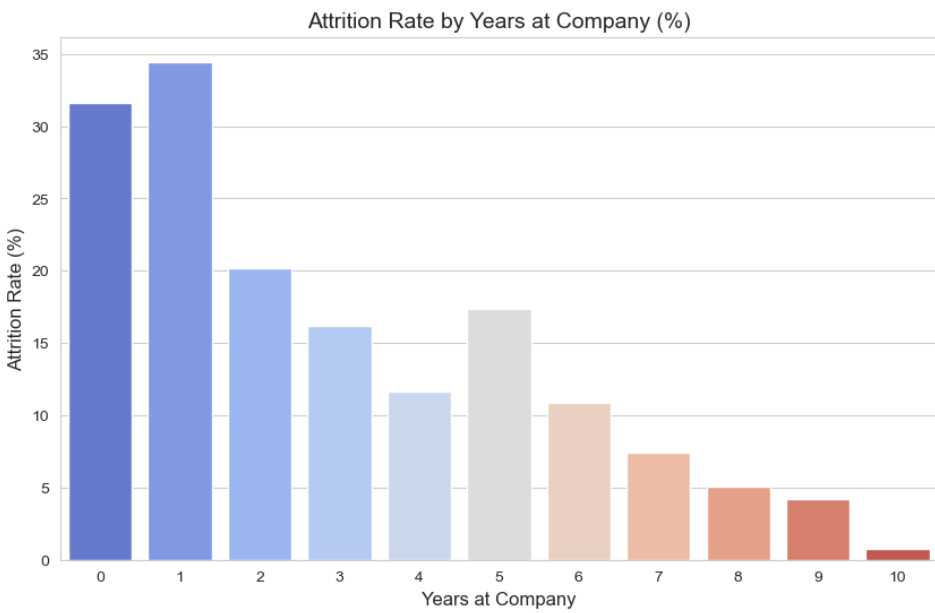 Attrition Rate by Years at Company (%)
Attrition Rate (%)
35
30
25
20
15
10
5
0
0 1 2 3 4 5 6 7 8 9 10
Years at Company